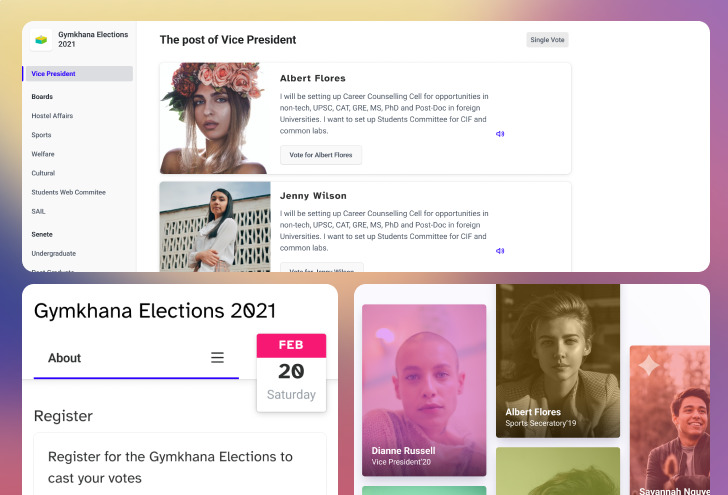 Gymkhana Elections
2021
Vice President
Boards
Hostel Affairs
Sports
Welfare
Cultural
Students Web Commitee
SAIL
Senete
Undergraduate
Post Graduate
The post of Vice President
Single Vote
Albert Flores
I will be setting up Career Counselling Cell for opportunities in
non-tech, UPSC, CAT, GRE, MS, PhD and Post-Doc in foreign
Universities. I want to set up Students Committee for CIF and
common labs.
Vote for Albert Flores
Jenny Wilson
I will be setting up Career Counselling Cell for opportunities in
non-tech, UPSC, CAT, GRE, MS, PhD and Post-Doc in foreign
Universities. I want to set up Students Committee for CIF and
common labs.
Vote for Jenny Wilson
Gymkhana Elections 2021
About
FEB
20
Saturday
Register
Register for the Gymkhana Elections to
cast your votes
Dianne Russell
Vice President'20
Albert Flores
Sports Seceratory'19
Savannah Nguye